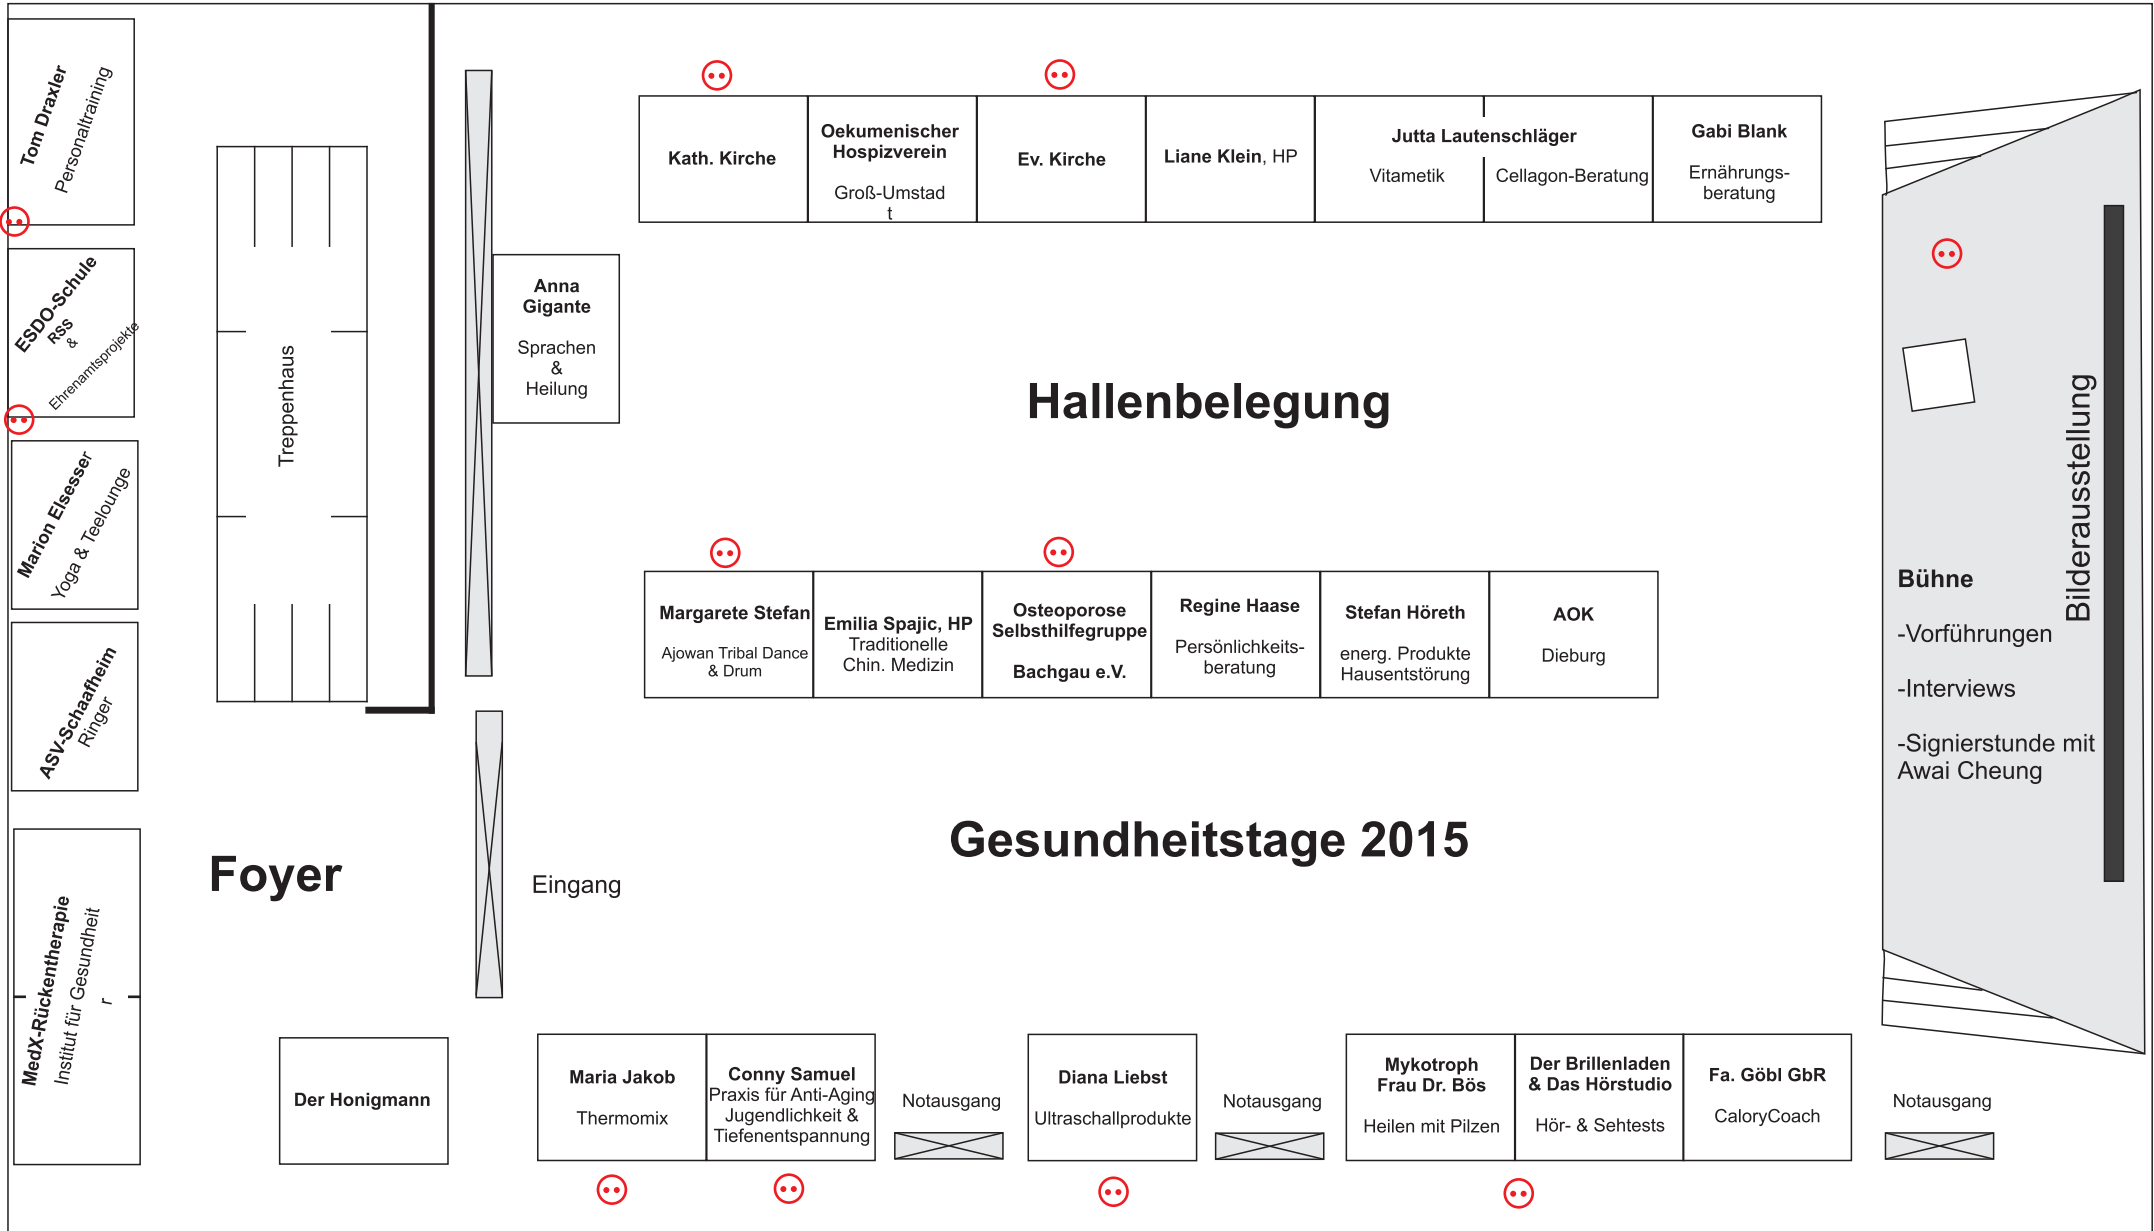 Tom Draxler
Personaltraining
ESDO-Schule
RSS
&
Ehrenamtsprojekte
Marion Elsesser
Yoga & Teelounge
ASV-Schaafheim
Ringer
MedX-Rückentherapie
Institut für Gesundheit
r
Treppenhaus
Foyer
Der Honigmann
Anna
Gigante
Sprachen
&
Heilung
Eingang
Kath. Kirche
Oekumenischer
Hospizverein
Groß-Umstad
t
Ev. Kirche
Liane Klein, HP
Jutta Lautenschläger
Vitametik
Cellagon-Beratung
Gabi Blank
Ernährungs-
beratung
Hallenbelegung
Margarete Stefan
Ajowan Tribal Dance
& Drum
Emilia Spajic, HP
Traditionelle
Chin. Medizin
Osteoporose
Selbsthilfegruppe
Bachgau e.V.
Regine Haase
Persönlichkeits-
beratung
Stefan Höreth
energ. Produkte
Hausentstörung
AOK
Dieburg
Gesundheitstage 2015
Maria Jakob
Thermomix
Conny Samuel
Praxis für Anti-Aging
Jugendlichkeit &
Tiefenentspannung
Notausgang
Diana Liebst
Ultraschallprodukte
Notausgang
Mykotroph
Frau Dr. Bös
Heilen mit Pilzen
Der Brillenladen
& Das Hörstudio
Hör- & Sehtests
Fa. Göbl GbR
CaloryCoach
Notausgang
Bühne
-Vorführungen
-Interviews
-Signierstunde mit
Awai Cheung
Bilderausstellung